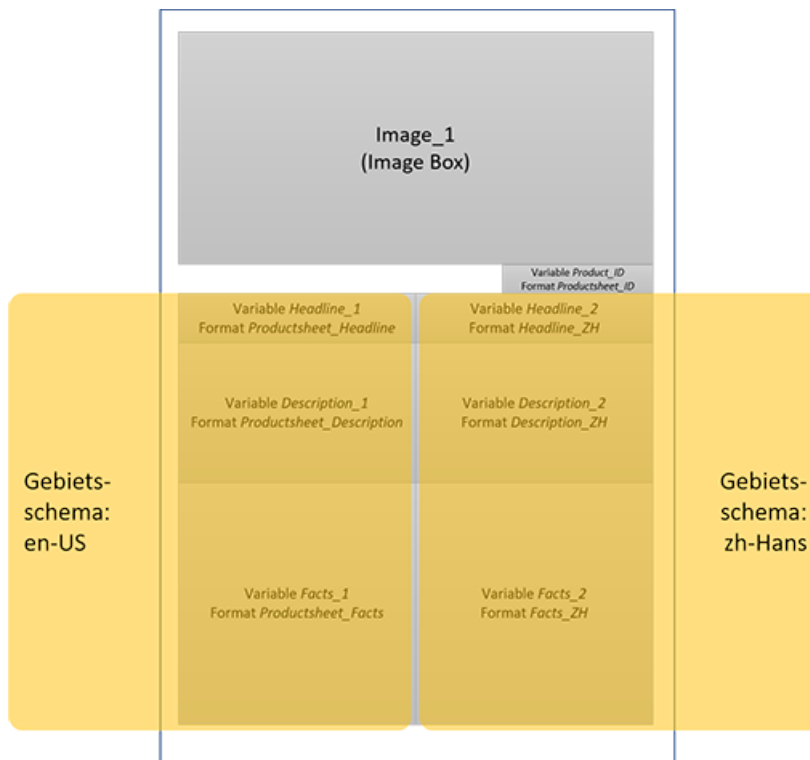 Image_1
(Image Box)
Variable Product_ID
Format Productsheet_ID
Variable Headline_1
Format Productsheet_Headline
Variable Headline_2
Format Headline_ZH
Variable Description_1
Format Productsheet_Description
Variable Description_2
Format Description_ZH
Gebiets-
schema:
en-US
Gebiets-
schema:
zh-Hans
Variable Facts_1
Format Productsheet_Facts
Variable Facts_2
Format Facts_ZH